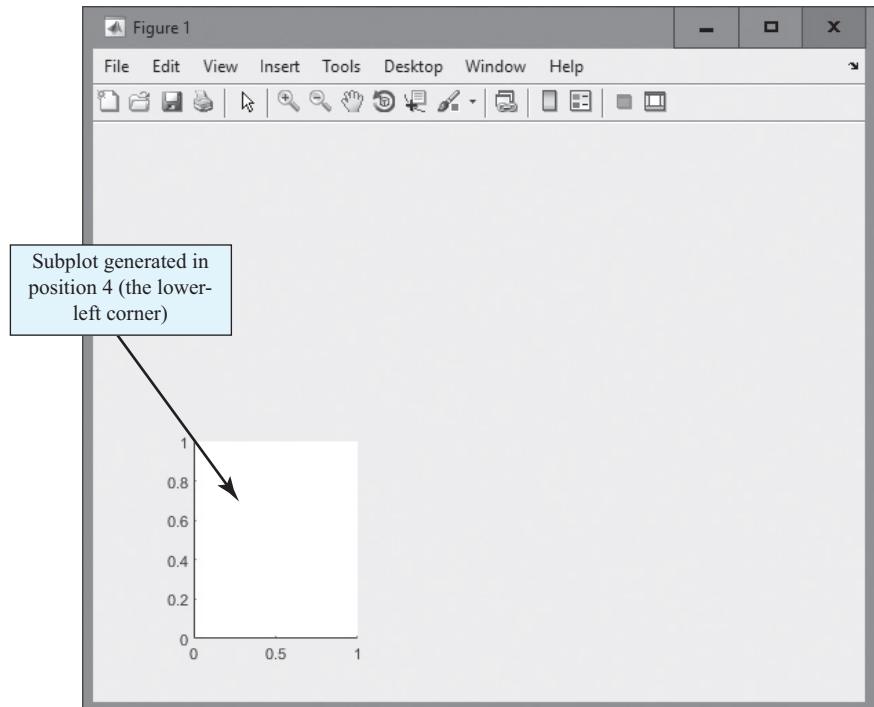 Figure 1
File Edit View Insert Tools Desktop Window Help
Subplot generated in
position 4 (the lower-
left corner)
1
0.8
0.6
0.4
0.2
0
0 0.5 1